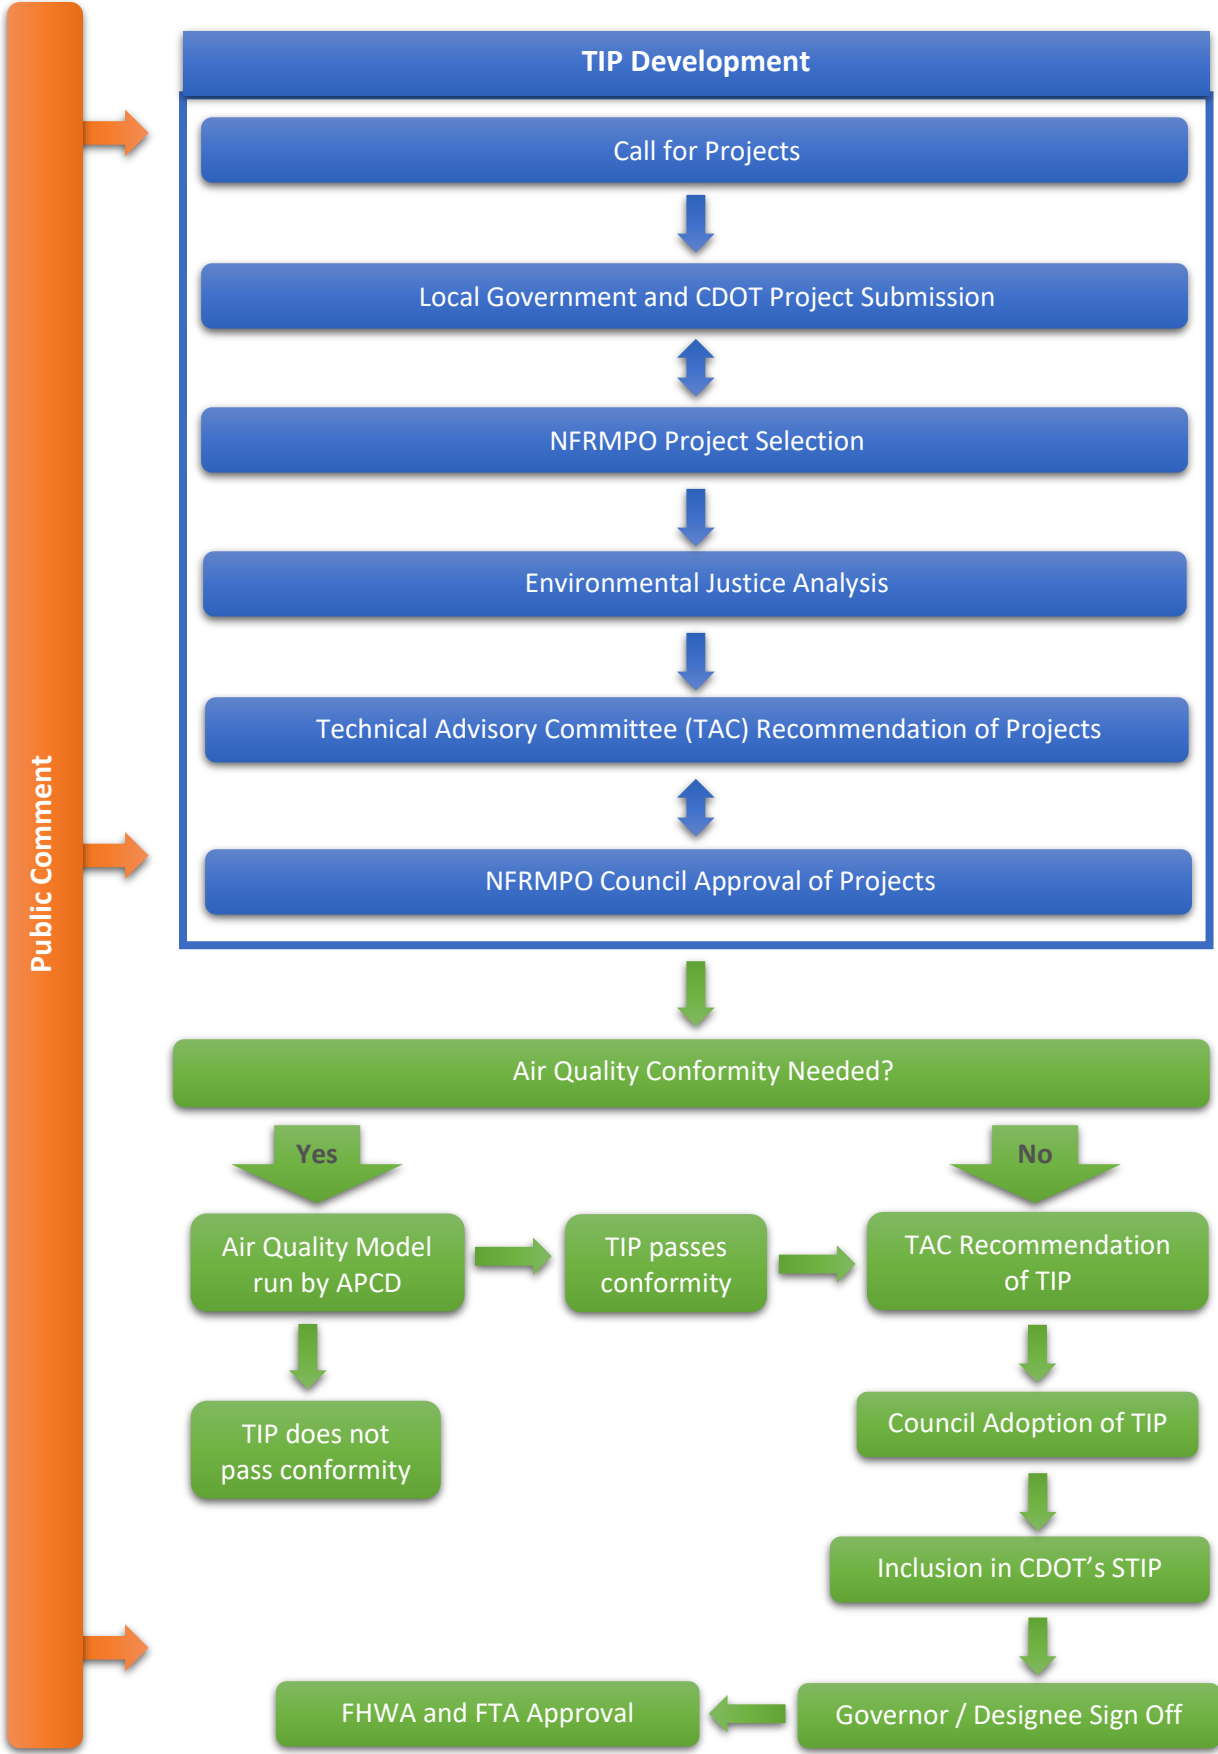 TIP Development
Call for Projects
Local Government and CDOT Project Submission
NFRMPO Project Selection
Environmental Justice Analysis
Technical Advisory Committee (TAC) Recommendation of Projects
NFRMPO Council Approval of Projects
Public Comment
Air Quality Conformity Needed?
Yes
No
Air Quality Model
run by APCD
TIP passes
conformity
TAC Recommendation
of TIP
TIP does not
pass conformity
Council Adoption of TIP
Inclusion in CDOT’s STIP
Governor / Designee Sign Off
FHWA and FTA Approval